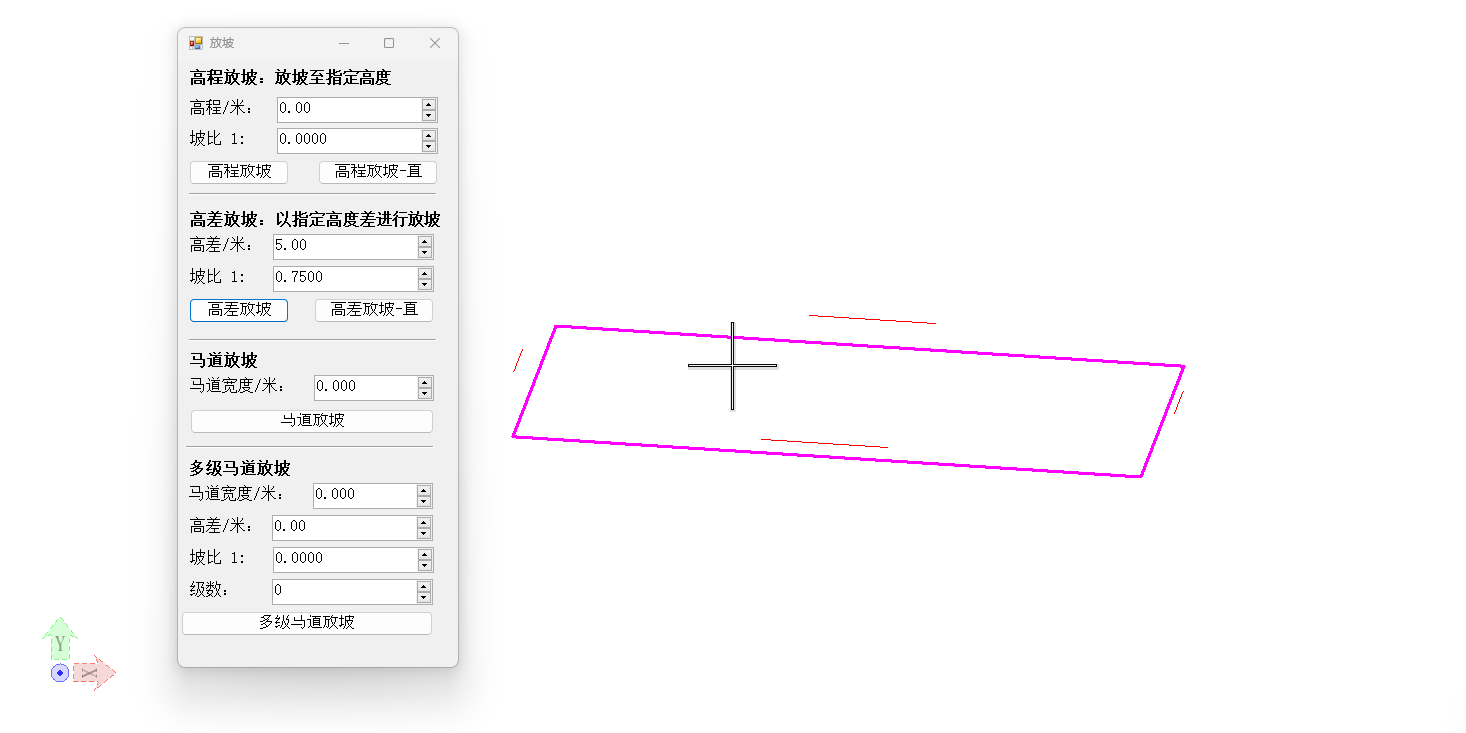 放坡
高程放坡：放坡至指定高度
高程/米： 0.00
坡比 1: 0.0000
高程放坡 高程放坡-直
高差放坡：以指定高度差进行放坡
高差/米： 5.00
坡比 1: 0.7500
高差放坡 高差放坡-直
马道放坡
马道宽度/米： 0.000
马道放坡
多级马道放坡
马道宽度/米： 0.000
高差/米： 0.00
坡比 1: 0.0000
级数： 0
多级马道放坡
Y
X